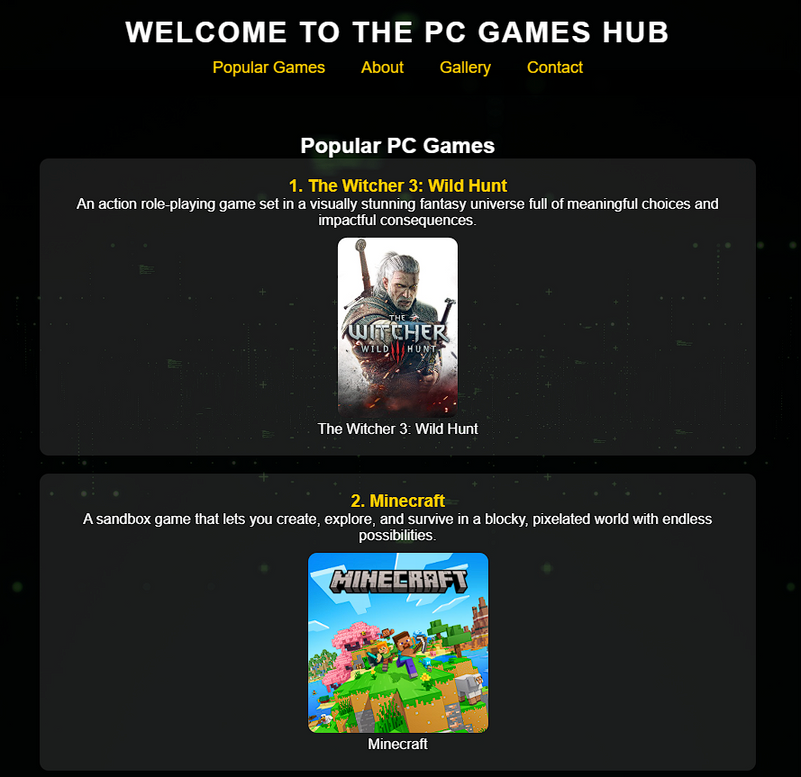 WELCOME TO THE PC GAMES HUB
Popular Games About Gallery Contact
Popular PC Games
1. The Witcher 3: Wild Hunt
An action role-playing game set in a visually stunning fantasy universe full of meaningful choices and
impactful consequences.
THE
WITCHER
WILD HUNT
The Witcher 3: Wild Hunt
2. Minecraft
A sandbox game that lets you create, explore, and survive in a blocky, pixelated world with endless
possibilities.
MINECRAFT
Minecraft